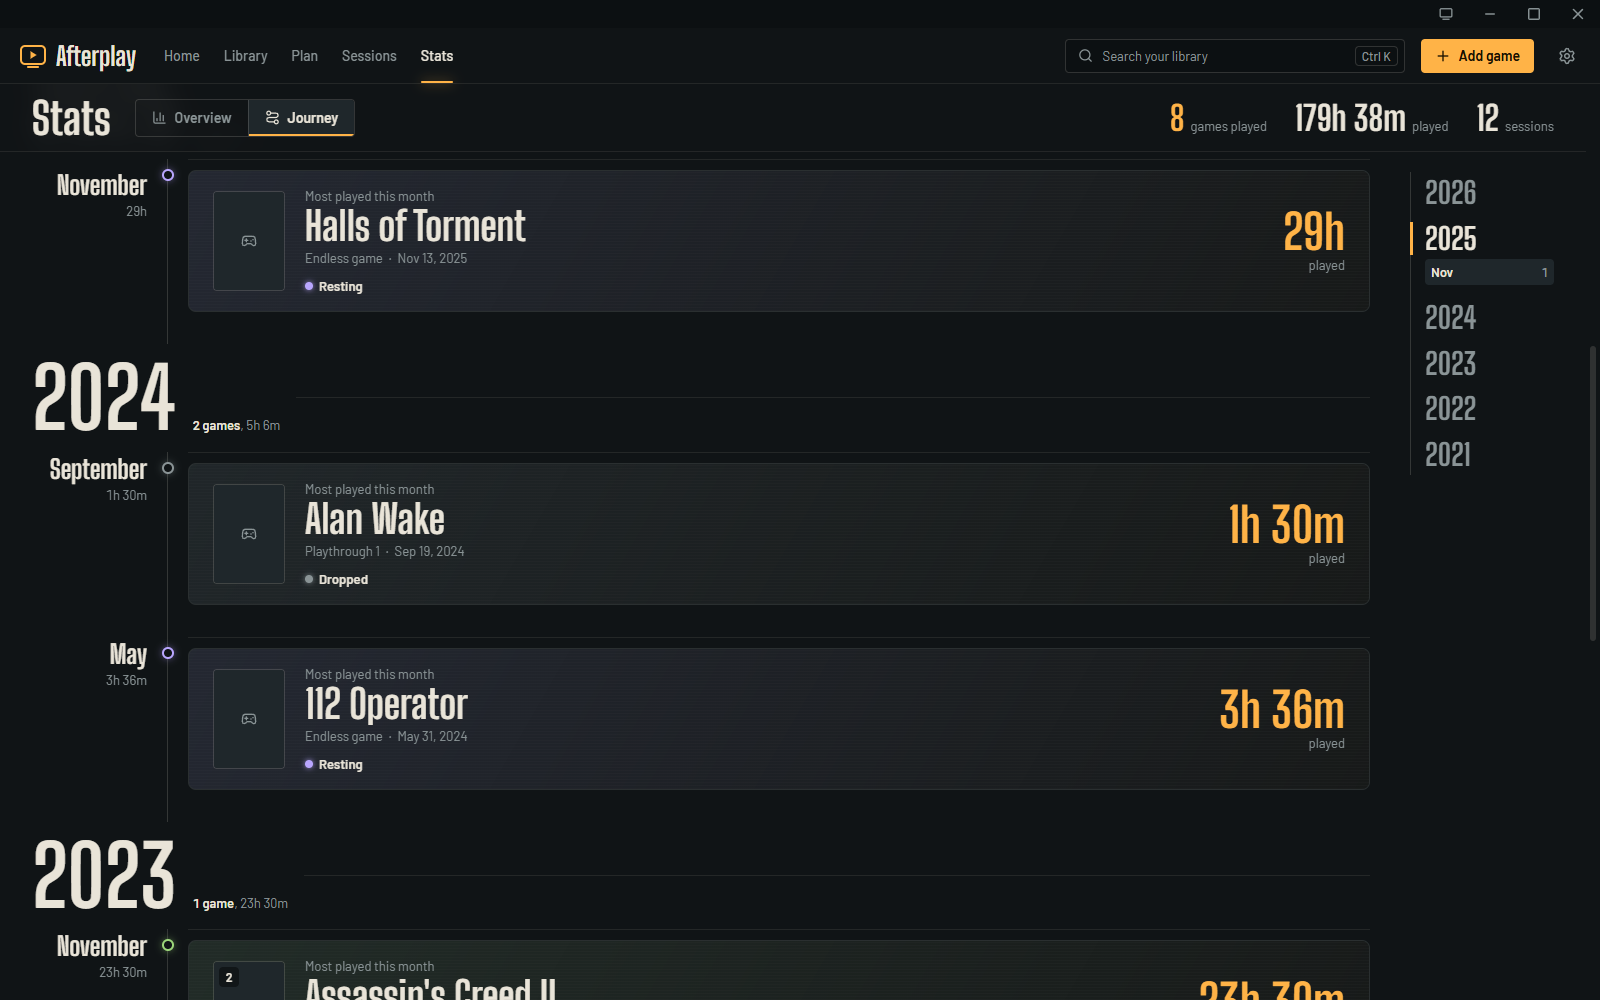 Afterplay
Home
Library
Plan
Sessions
Stats
Search your library
Ctrl K
Add game
Stats
Overview
Journey
8 games played
179h 38m played
12 sessions
November
29h
Most played this month
Halls of Torment
Endless game · Nov 13, 2025
Resting
29h
played
2026
2025
Nov 1
2024
2023
2022
2021
2024
2 games, 5h 6m
September
1h 30m
Most played this month
Alan Wake
Playthrough 1 · Sep 19, 2024
Dropped
1h 30m
played
May
3h 36m
Most played this month
112 Operator
Endless game · May 31, 2024
Resting
3h 36m
played
2023
1 game, 23h 30m
November
23h 30m
2
Most played this month
Assassin's Creed II
23h 30m